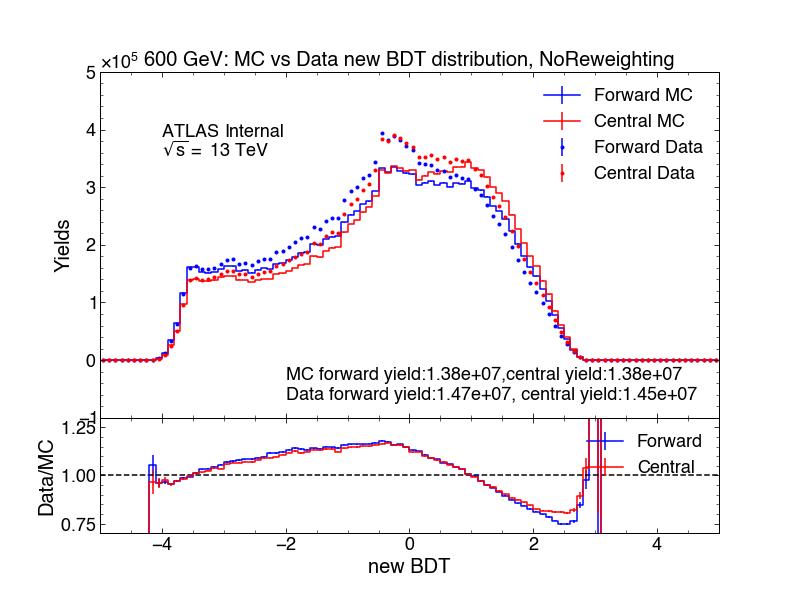 ×10⁵ 600 GeV: MC vs Data new BDT distribution, NoReweighting
5
4
3
2
1
0
−1
Yields
ATLAS Internal
√s = 13 TeV
Forward MC
Central MC
Forward Data
Central Data
MC forward yield:1.38e+07,central yield:1.38e+07
Data forward yield:1.47e+07, central yield:1.45e+07
1.25
1.00
0.75
Data/MC
Forward
Central
−4 −2 0 2 4
new BDT